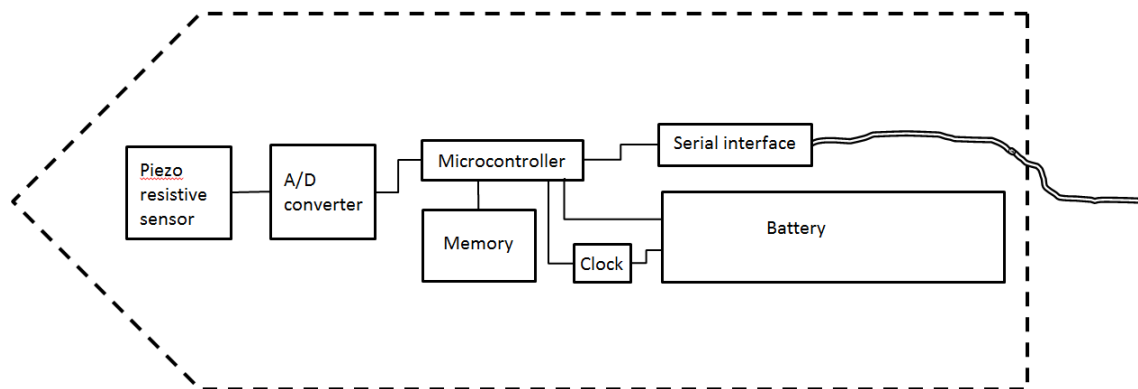 Piezo
resistive
sensor
A/D
converter
Microcontroller
Memory
Clock
Serial interface
Battery